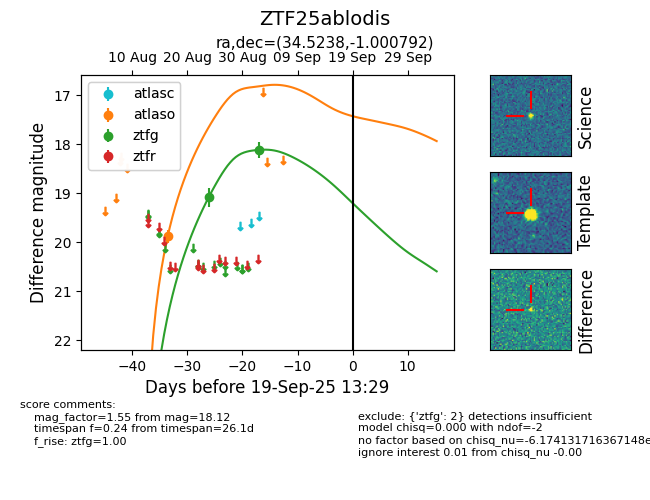 ZTF25ablodis
ra,dec=(34.5238,-1.000792)
10 Aug 20 Aug 30 Aug 09 Sep 19 Sep 29 Sep
atlasc
atlaso
ztfg
ztfr
17
18
19
20
21
22
Difference magnitude
−40 −30 −20 −10 0 10
Days before 19-Sep-25 13:29
Science
Template
Difference
score comments:
mag_factor=1.55 from mag=18.12
timespan f=0.24 from timespan=26.1d
f_rise: ztfg=1.00
exclude: {'ztfg': 2} detections insufficient
model chisq=0.000 with ndof=-2
no factor based on chisq_nu=-6.174131716367148e
ignore interest 0.01 from chisq_nu -0.00